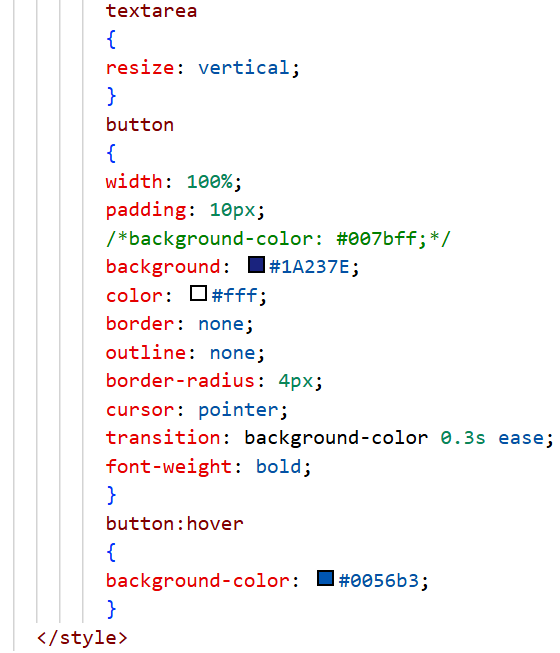 textarea
{
resize: vertical;
}
button
{
width: 100%;
padding: 10px;
/*background-color: #007bff;*/
background: #1A237E;
color: #fff;
border: none;
outline: none;
border-radius: 4px;
cursor: pointer;
transition: background-color 0.3s ease;
font-weight: bold;
}
button:hover
{
background-color: #0056b3;
}
</style>